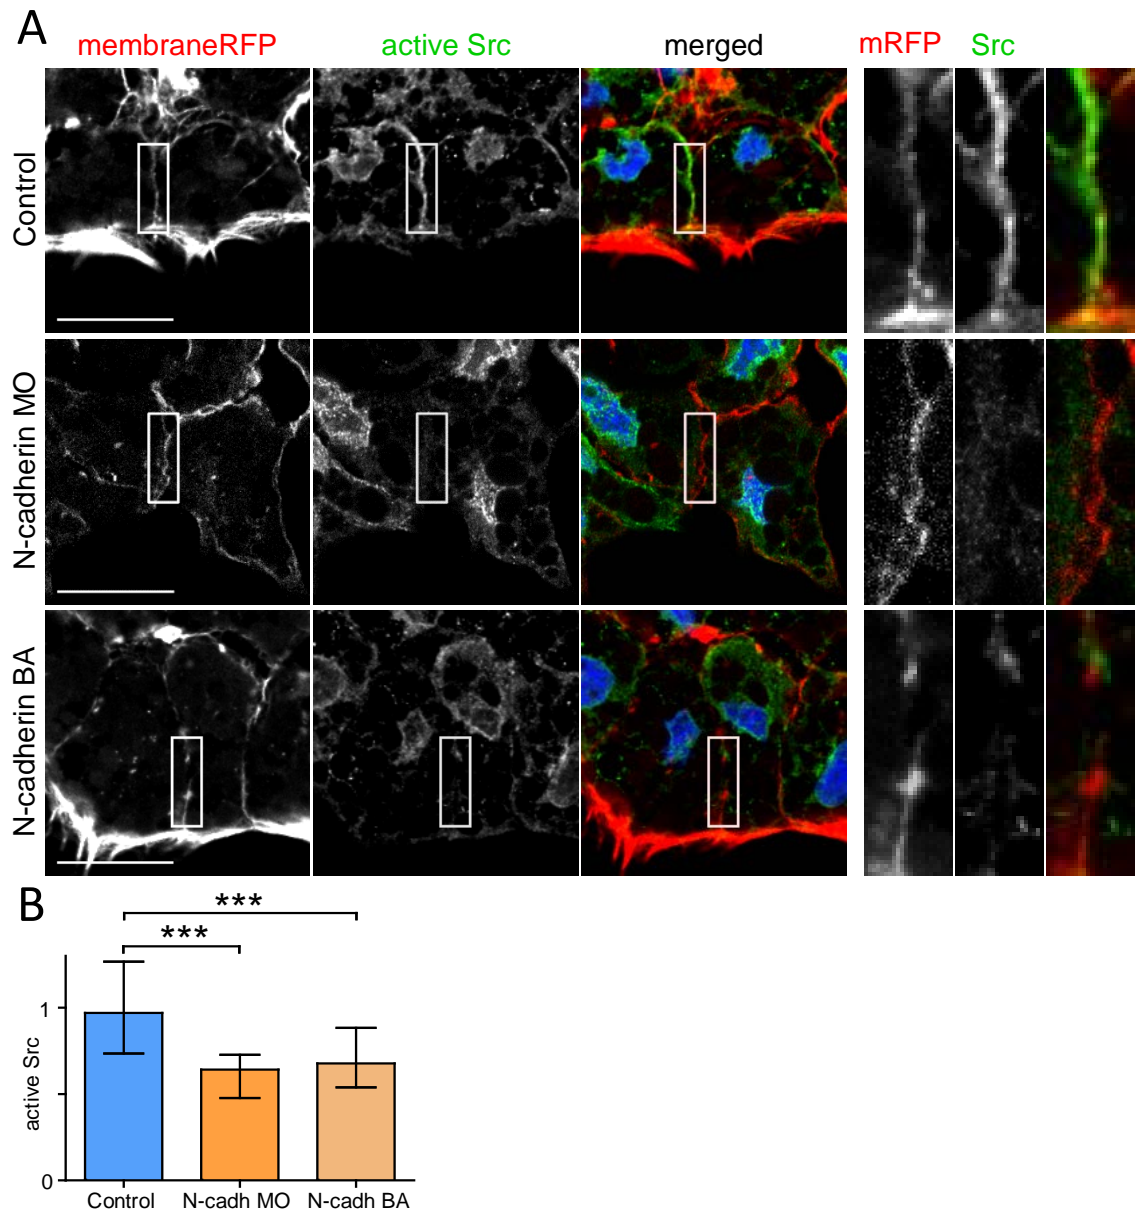 A
membraneRFP active Src merged mRFP Src
Control
N-cadherin MO
N-cadherin BA
B
***
***
active Src
1
0
Control N-cadh MO N-cadh BA